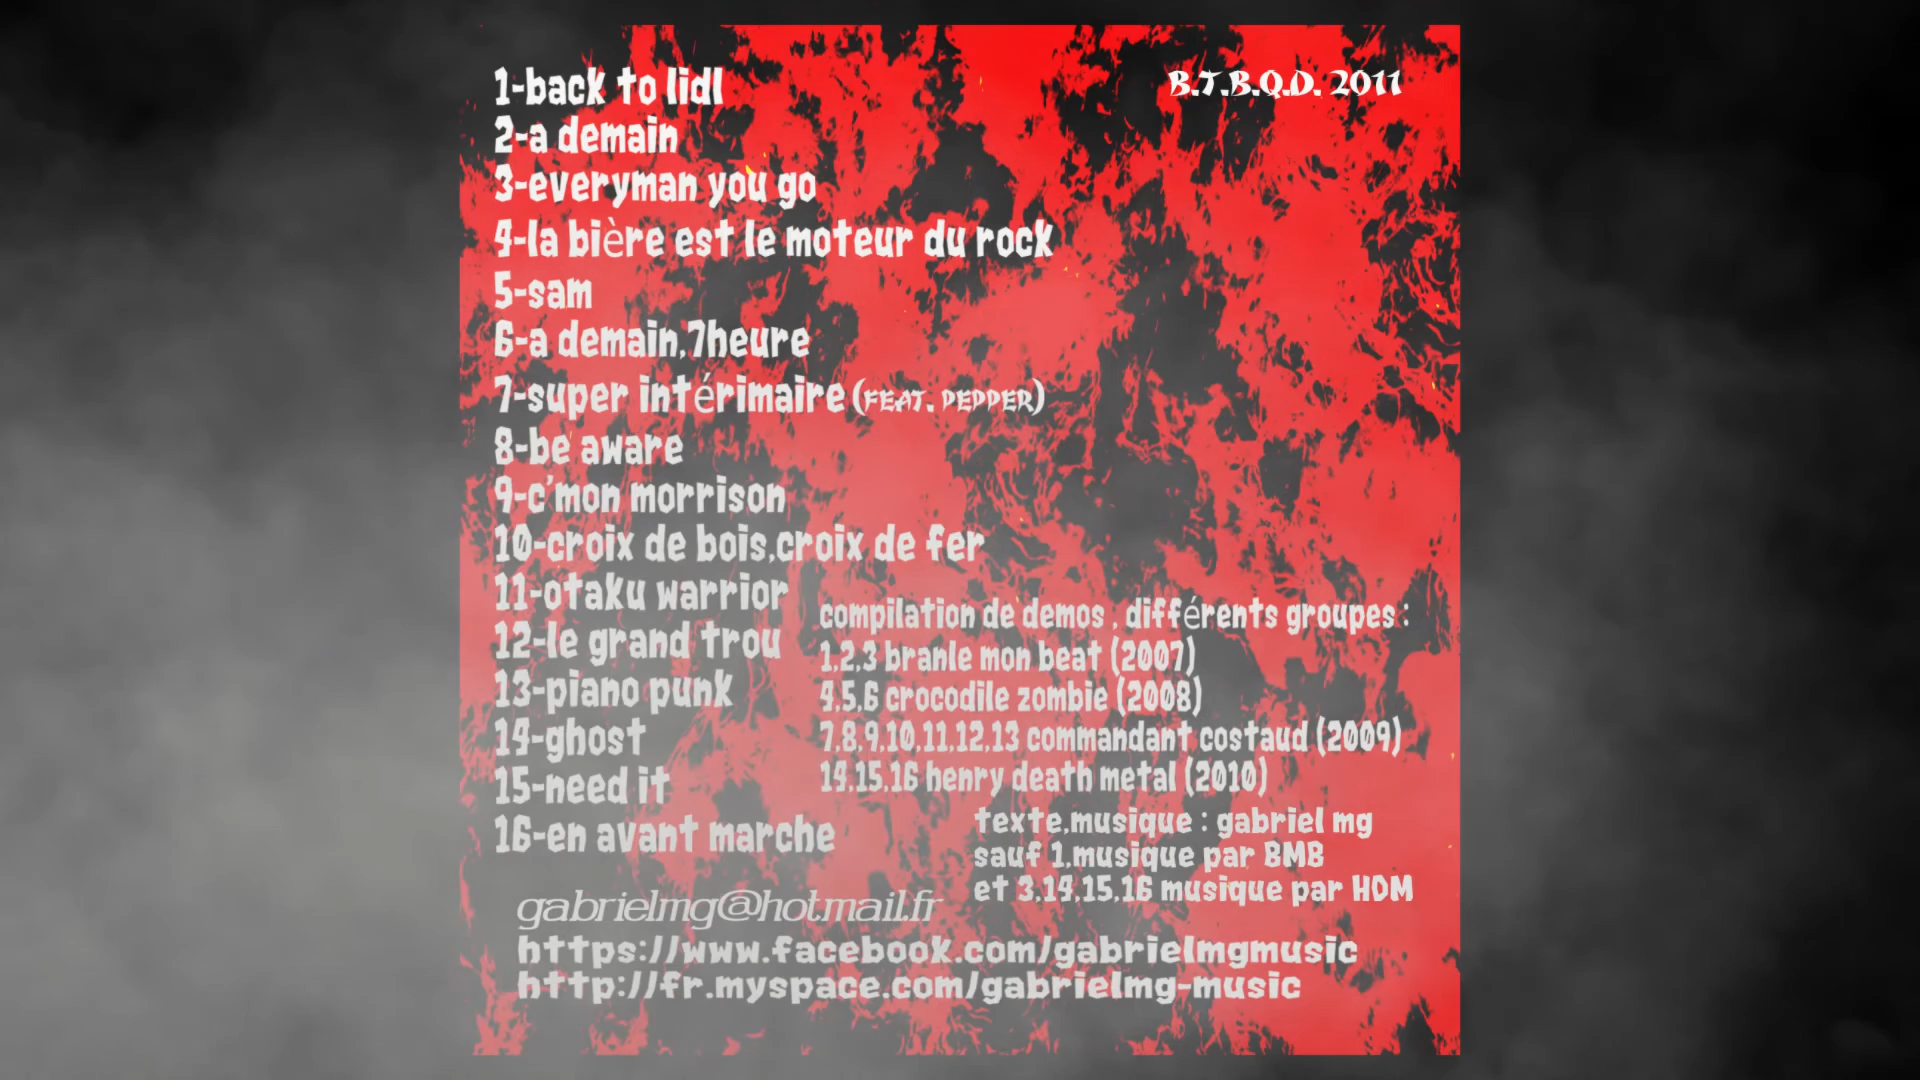 B.T.B.Q.D. 2011
1-back to lidl
2-a demain
3-everyman you go
4-la bière est le moteur du rock
5-sam
6-a demain,7heure
7-super intérimaire (FEAT. PEPPER)
8-be aware
9-c'mon morrison
10-croix de bois,croix de fer
11-otaku warrior
12-le grand trou
13-piano punk
14-ghost
15-need it
16-en avant marche
compilation de demos , différents groupes :
1,2,3 branle mon beat (2007)
4,5,6 crocodile zombie (2008)
7,8,9,10,11,12,13 commandant costaud (2009)
14,15,16 henry death metal (2010)
texte,musique : gabriel mg
sauf 1,musique par BMB
et 3,14,15,16 musique par HDM
gabrielmg@hotmail.fr
https://www.facebook.com/gabrielmgmusic
http://fr.myspace.com/gabrielmg-music